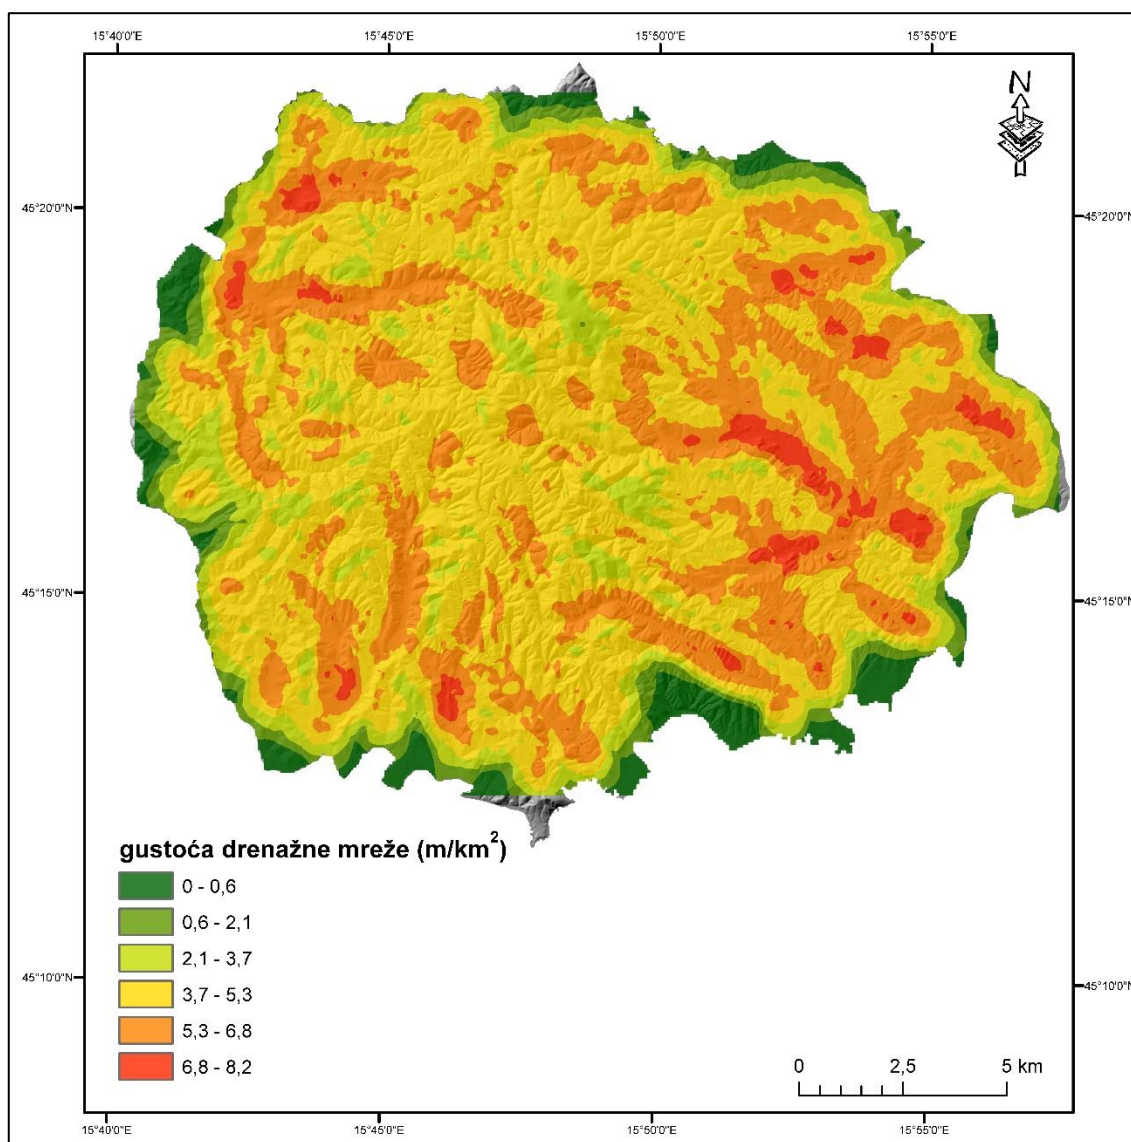 15°40'0"E 15°45'0"E 15°50'0"E 15°55'0"E
N
45°20'0"N 45°20'0"N
45°15'0"N 45°15'0"N
gustoća drenažne mreže (m/km²)
0 - 0,6
0,6 - 2,1
2,1 - 3,7
3,7 - 5,3
5,3 - 6,8
6,8 - 8,2
45°10'0"N 45°10'0"N
0 2,5 5 km
15°40'0"E 15°45'0"E 15°50'0"E 15°55'0"E